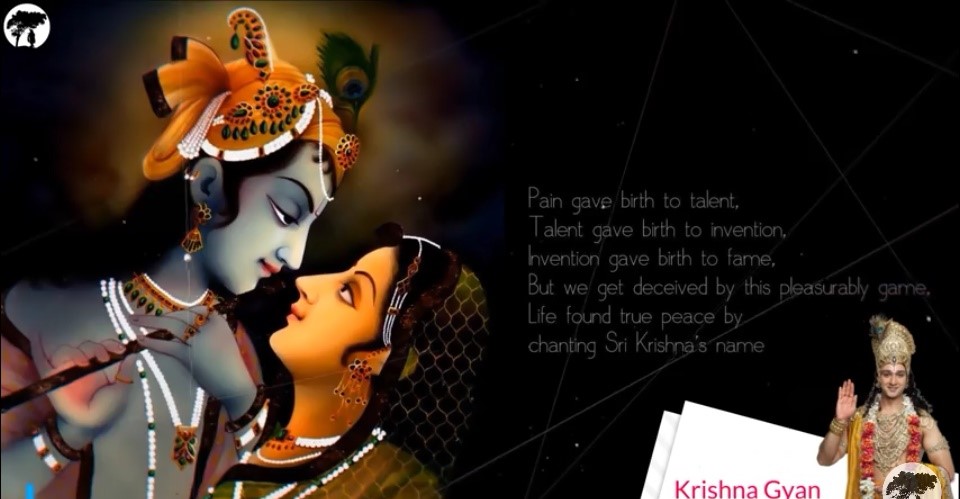 Pain gave birth to talent,
Talent gave birth to invention,
Invention gave birth to fame,
But we get deceived by this pleasurably game,
Life found true peace by
chanting Sri Krishna's name
Krishna Gyan